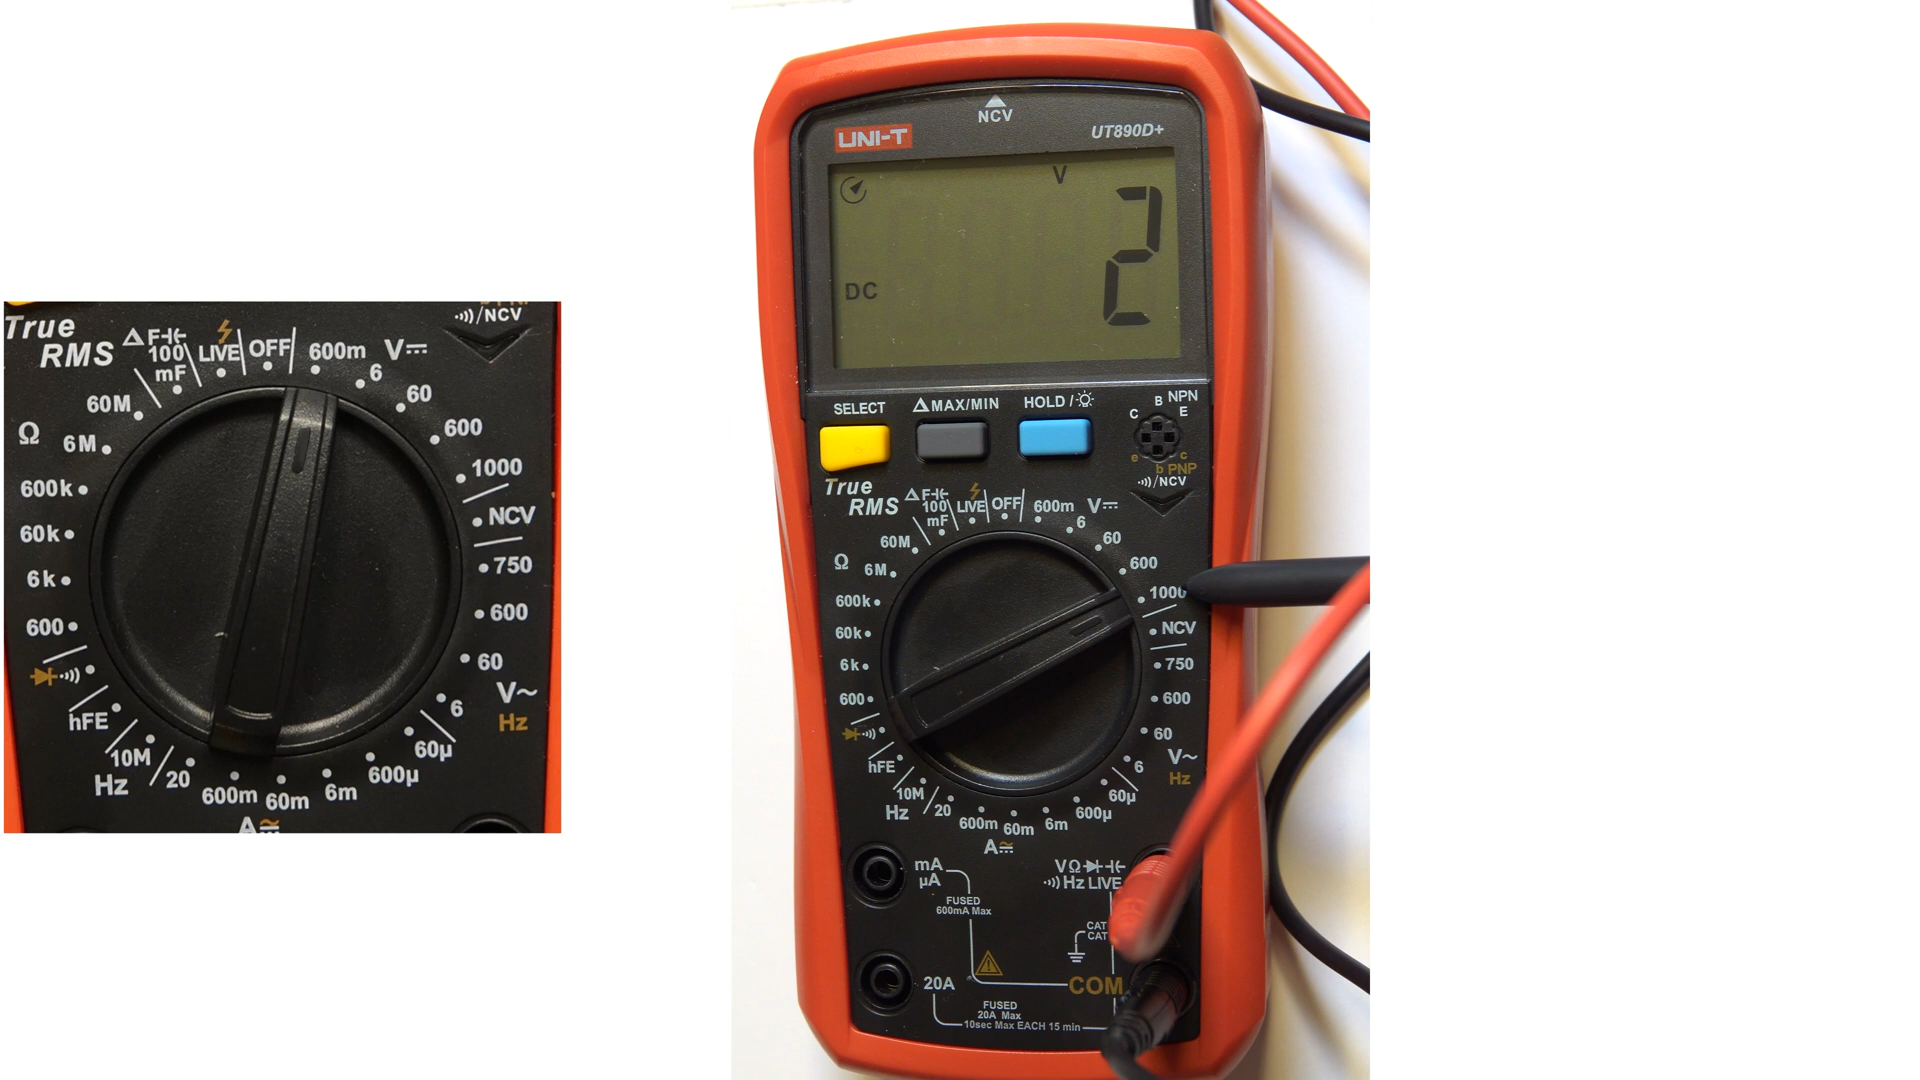 True
RMS
Δ F
100
mF
LIVE
OFF
600m
V
6
60
600
1000
NCV
750
600
60
6
V~
Hz
60µ
600µ
6m
60m
600m
20
A
10M
Hz
hFE
600
6k
60k
600k
6M
60M
Ω
•)))/NCV
NCV
UNI-T
UT890D+
V
2
DC
SELECT
Δ MAX/MIN
HOLD /
B NPN
C E
e c
b PNP
•)))/NCV
True
RMS
Δ F
100
mF
LIVE
OFF
600m
V
6
60
600
1000
NCV
750
600
60
6
V~
Hz
60µ
600µ
6m
60m
600m
20
A
10M
Hz
hFE
600
6k
60k
600k
6M
60M
Ω
mA
µA
FUSED
600mA Max
VΩ
•))) Hz LIVE
CAT
CAT
20A
COM
FUSED
20A Max
10sec Max EACH 15 min